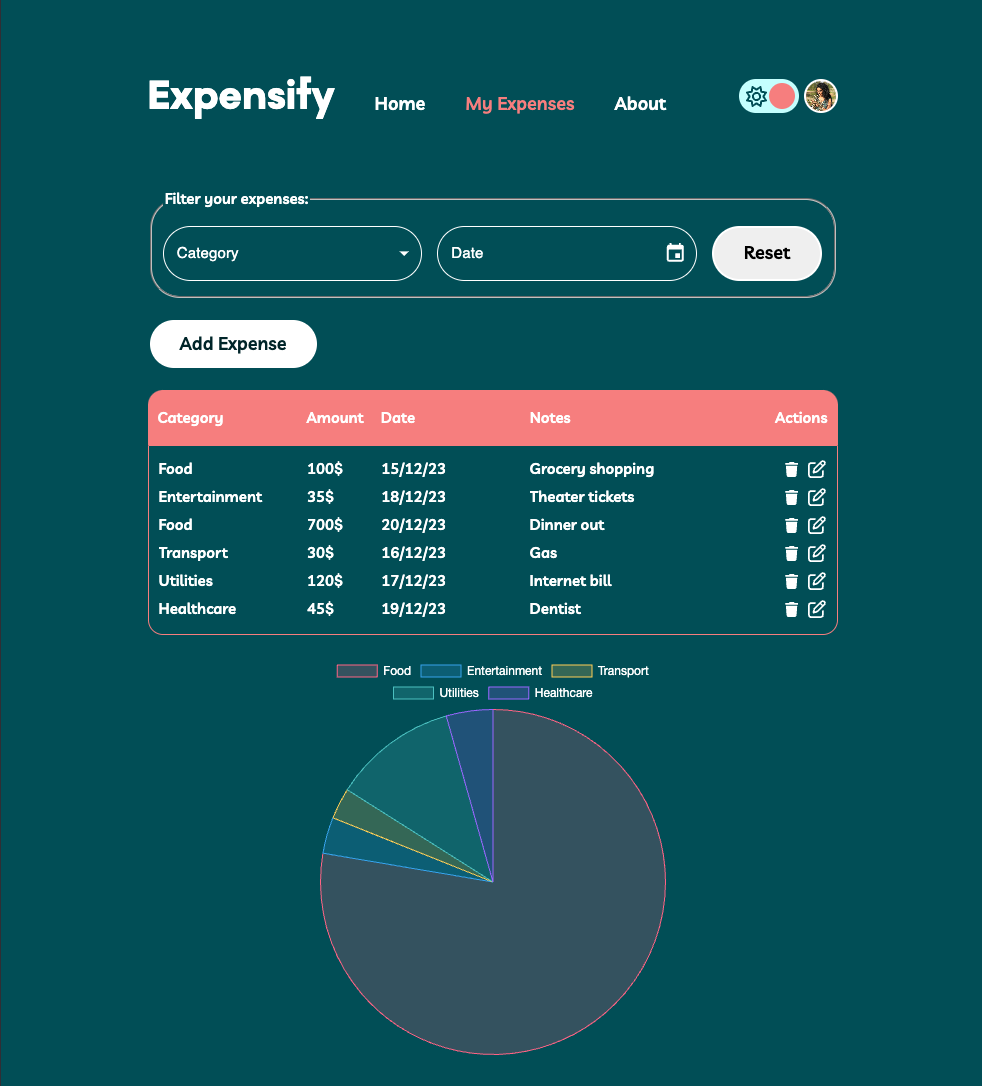 Expensify Home My Expenses About
Filter your expenses:
Category Date Reset
Add Expense
Category Amount Date Notes Actions
Food 100$ 15/12/23 Grocery shopping
Entertainment 35$ 18/12/23 Theater tickets
Food 700$ 20/12/23 Dinner out
Transport 30$ 16/12/23 Gas
Utilities 120$ 17/12/23 Internet bill
Healthcare 45$ 19/12/23 Dentist
Food Entertainment Transport
Utilities Healthcare